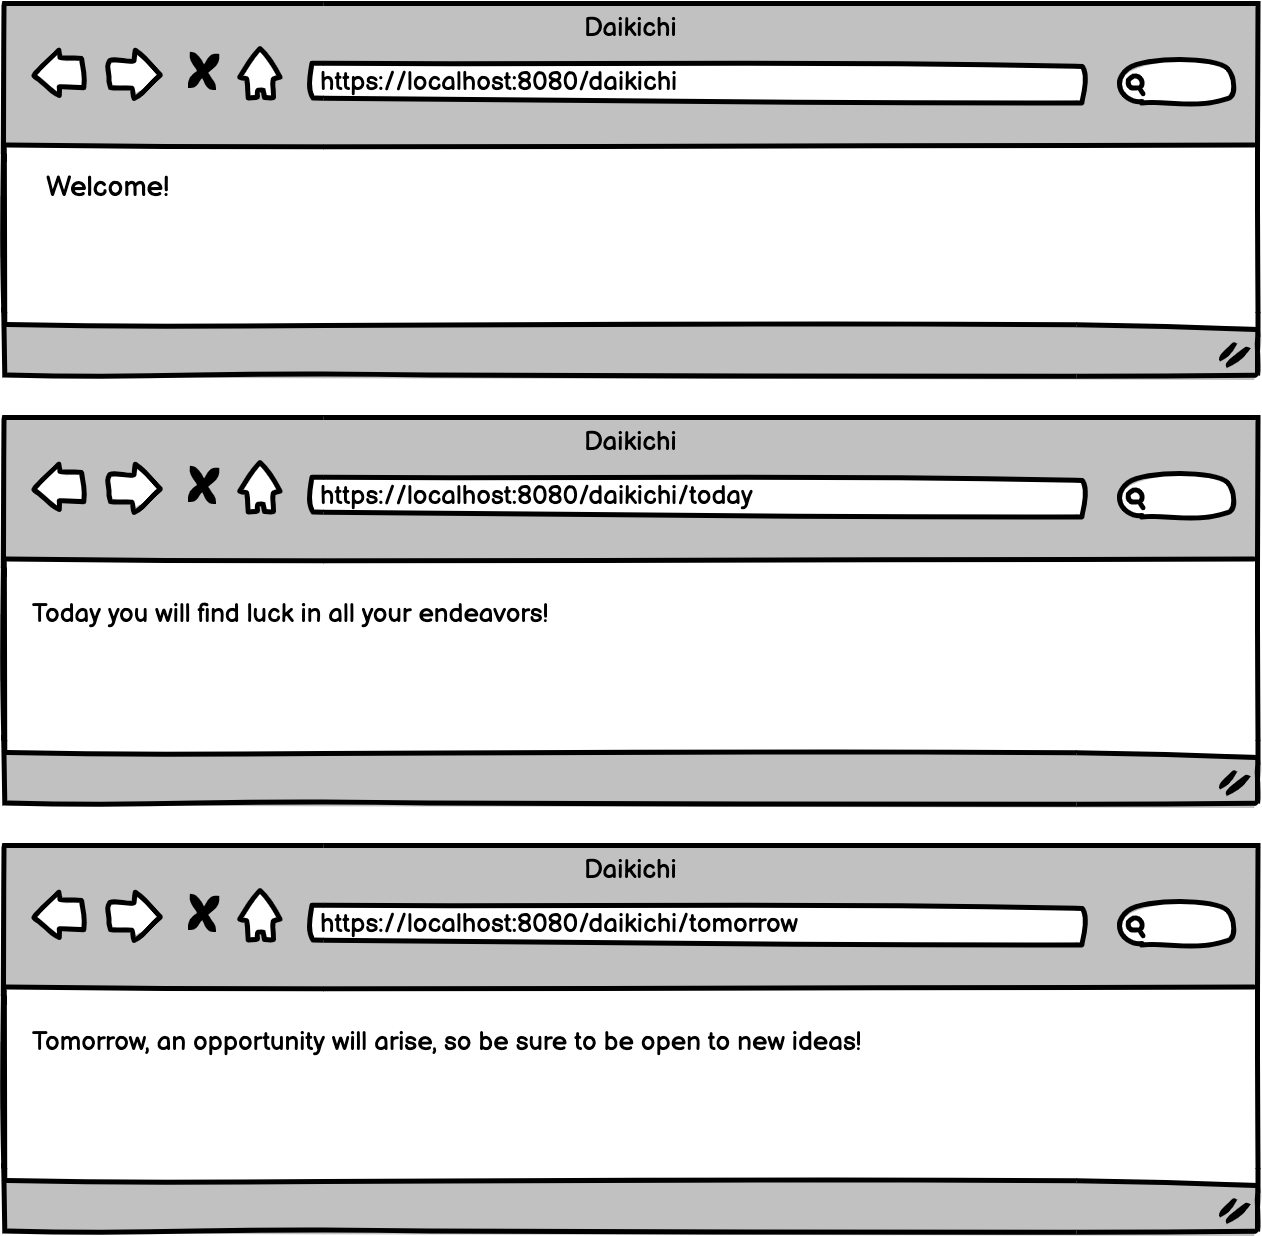 Daikichi
https://localhost:8080/daikichi
Welcome!
Daikichi
https://localhost:8080/daikichi/today
Today you will find luck in all your endeavors!
Daikichi
https://localhost:8080/daikichi/tomorrow
Tomorrow, an opportunity will arise, so be sure to be open to new ideas!